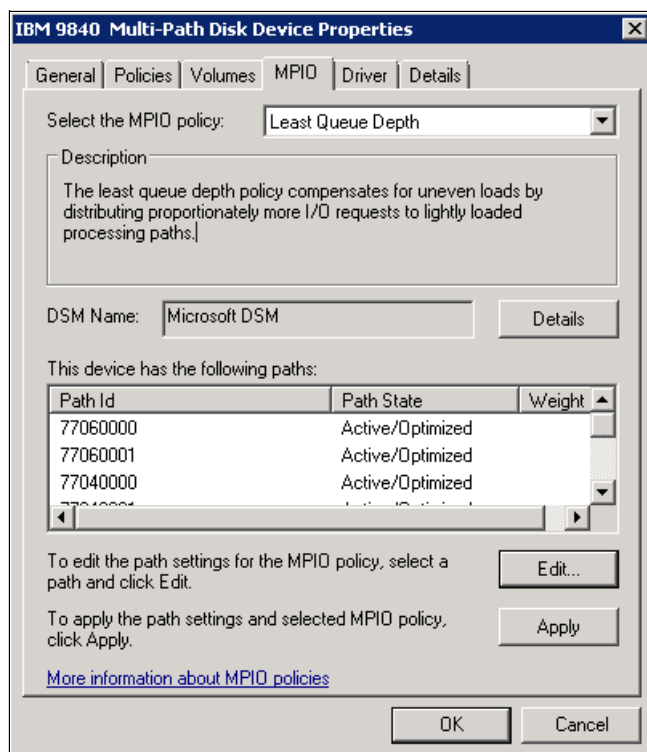 IBM 9840 Multi-Path Disk Device Properties
General Policies Volumes MPIO Driver Details
Select the MPIO policy: Least Queue Depth
Description
The least queue depth policy compensates for uneven loads by
distributing proportionately more I/O requests to lightly loaded
processing paths.
DSM Name: Microsoft DSM Details
This device has the following paths:
Path Id Path State Weight
77060000 Active/Optimized
77060001 Active/Optimized
77040000 Active/Optimized
To edit the path settings for the MPIO policy, select a
path and click Edit.
Edit...
To apply the path settings and selected MPIO policy,
click Apply.
Apply
More information about MPIO policies
OK Cancel